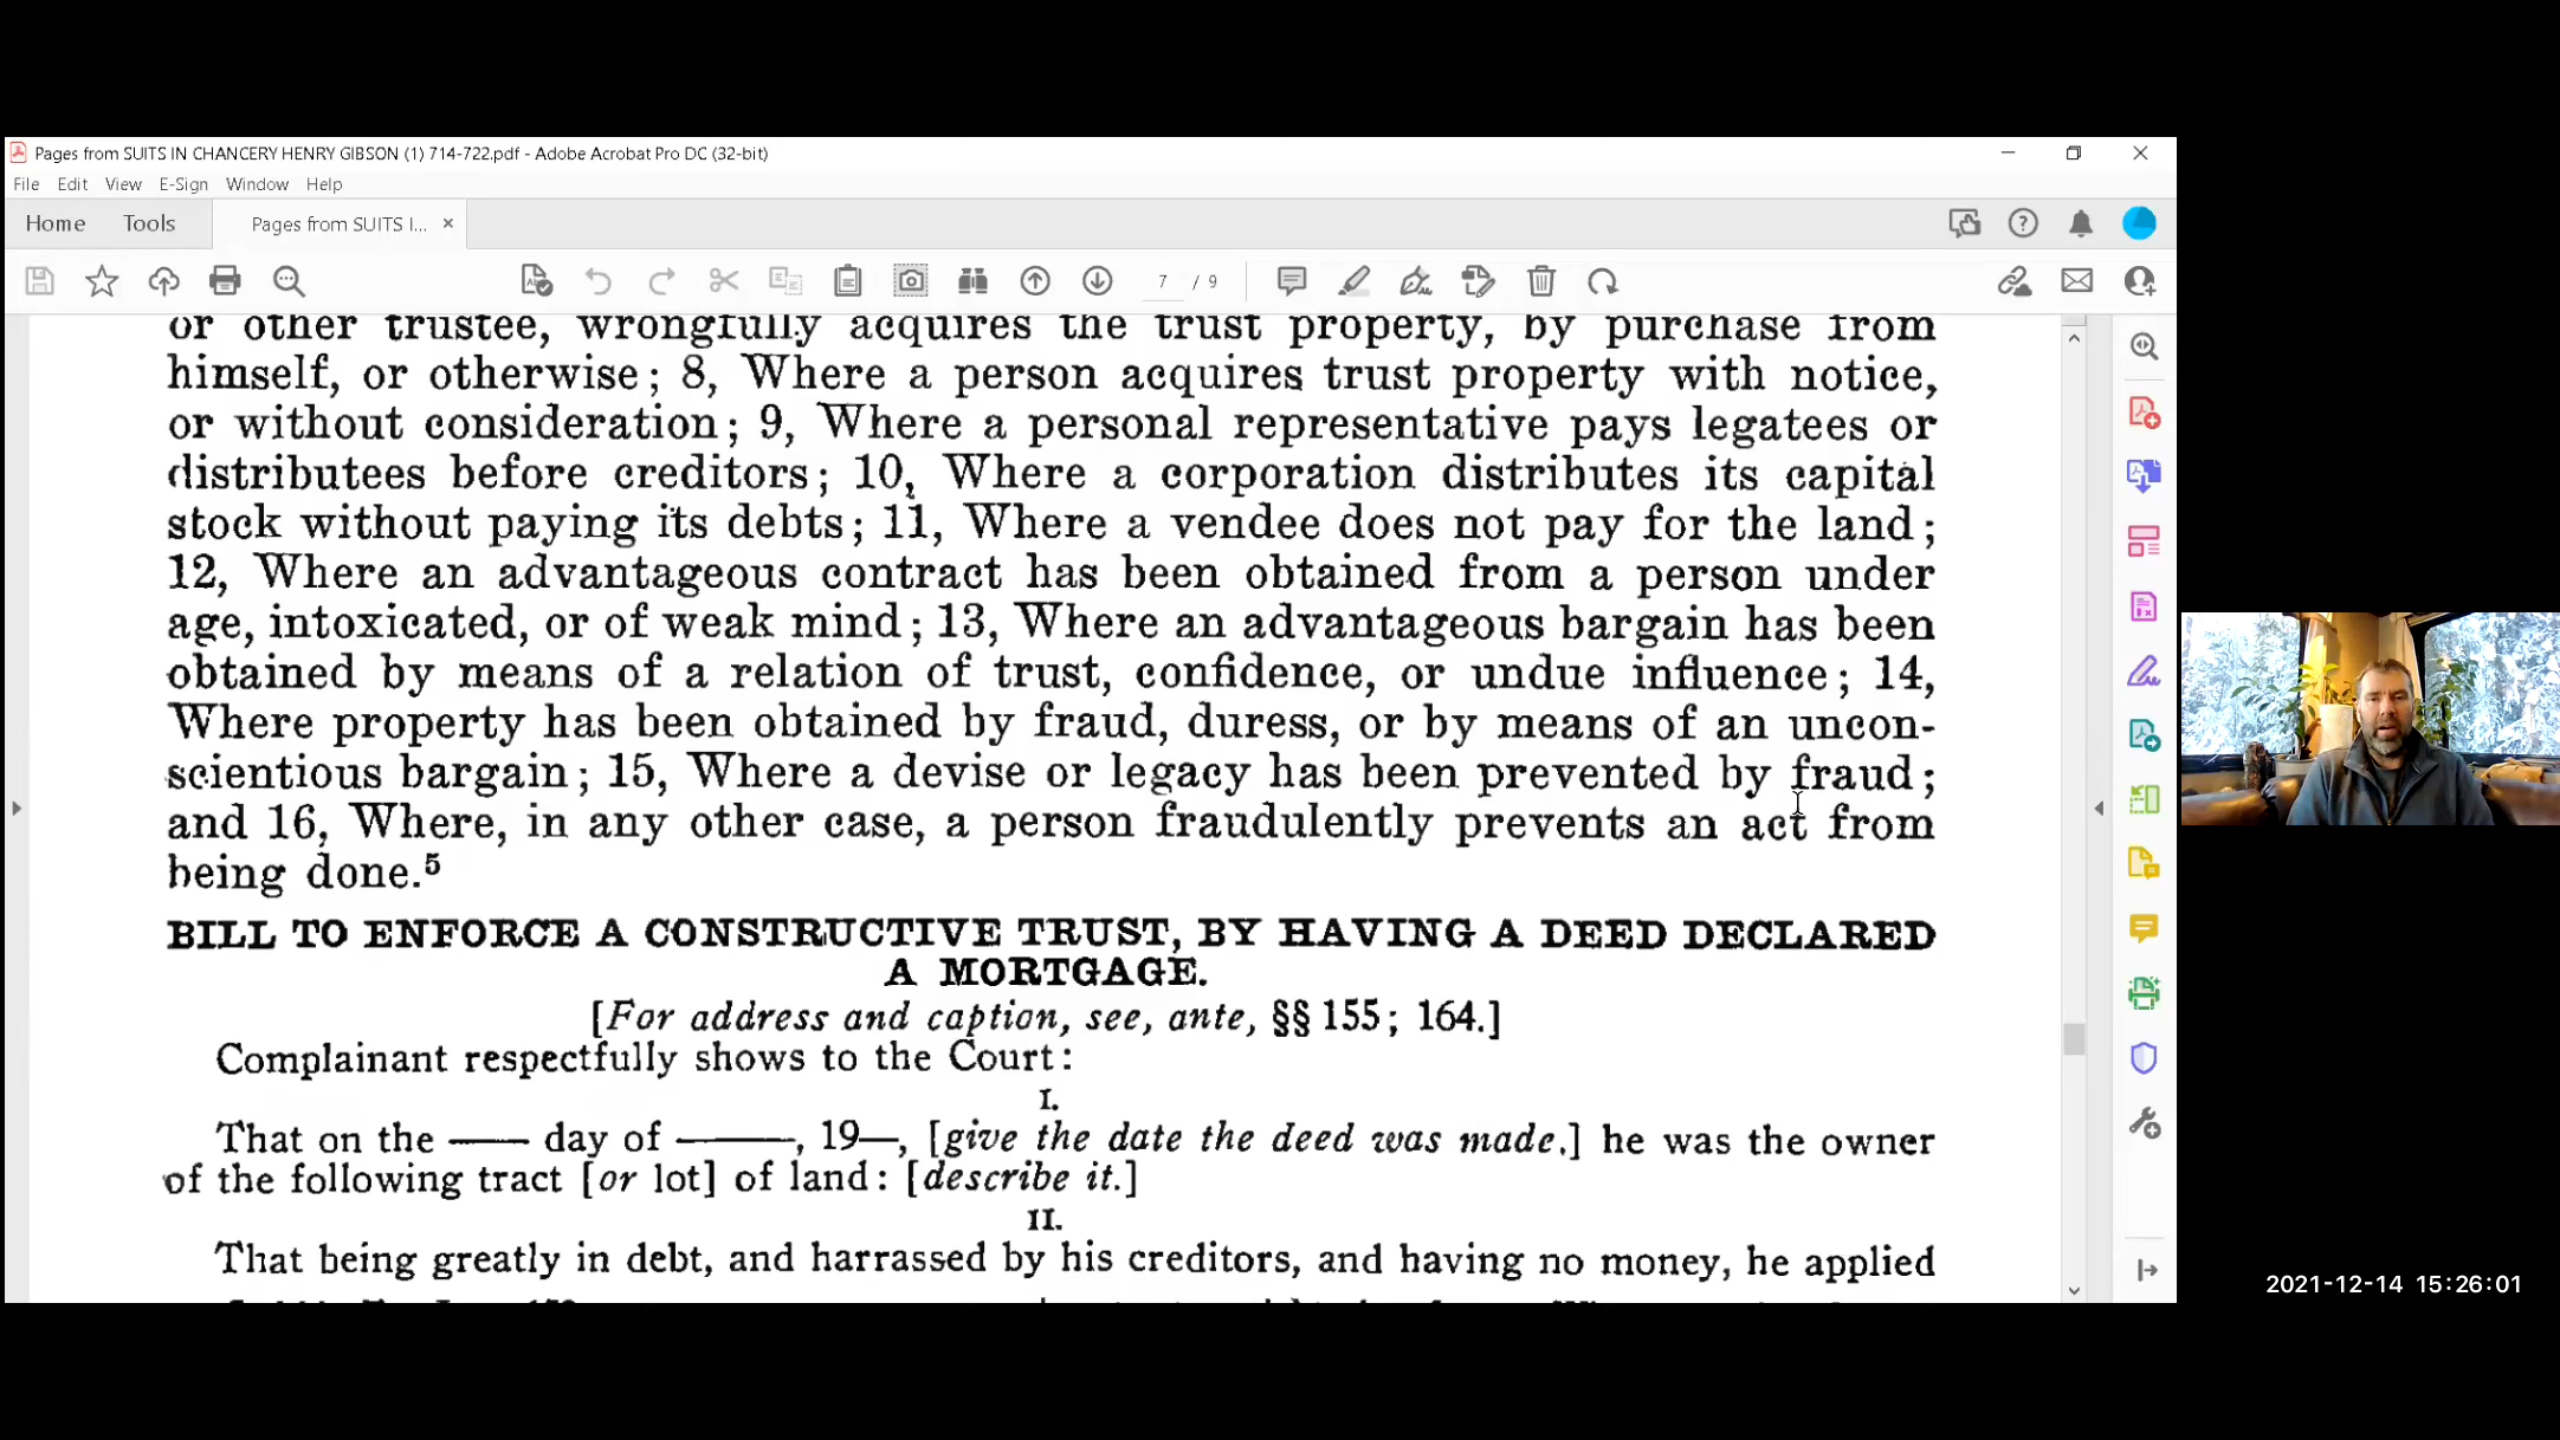 Pages from SUITS IN CHANCERY HENRY GIBSON (1) 714-722.pdf - Adobe Acrobat Pro DC (32-bit)
File Edit View E-Sign Window Help
Home Tools Pages from SUITS I... ×
7 / 9
or other trustee, wrongfully acquires the trust property, by purchase from
himself, or otherwise; 8, Where a person acquires trust property with notice,
or without consideration; 9, Where a personal representative pays legatees or
distributees before creditors; 10, Where a corporation distributes its capital
stock without paying its debts; 11, Where a vendee does not pay for the land;
12, Where an advantageous contract has been obtained from a person under
age, intoxicated, or of weak mind; 13, Where an advantageous bargain has been
obtained by means of a relation of trust, confidence, or undue influence; 14,
Where property has been obtained by fraud, duress, or by means of an uncon-
scientious bargain; 15, Where a devise or legacy has been prevented by fraud;
and 16, Where, in any other case, a person fraudulently prevents an act from
being done.⁵
BILL TO ENFORCE A CONSTRUCTIVE TRUST, BY HAVING A DEED DECLARED
A MORTGAGE.
[For address and caption, see, ante, §§ 155; 164.]
Complainant respectfully shows to the Court:
I.
That on the —— day of ———, 19—, [give the date the deed was made.] he was the owner
of the following tract [or lot] of land: [describe it.]
II.
That being greatly in debt, and harrassed by his creditors, and having no money, he applied
2021-12-14 15:26:01